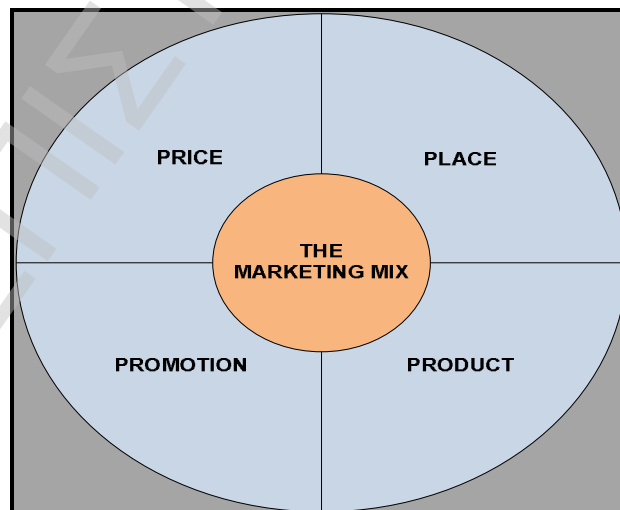 PRICE
PLACE
THE
MARKETING MIX
PROMOTION
PRODUCT